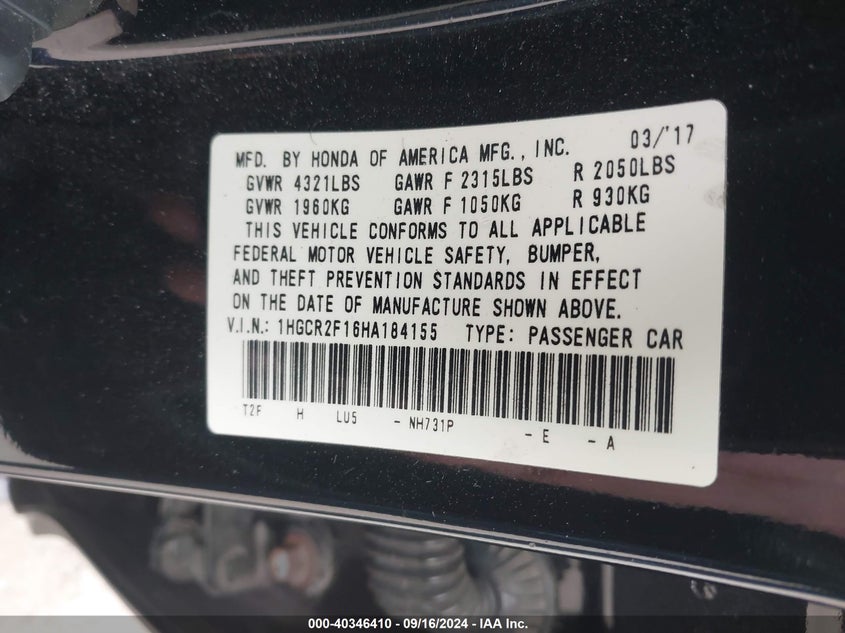 MFD. BY HONDA OF AMERICA MFG., INC. 03/'17
GVWR 4321LBS GAWR F 2315LBS R 2050LBS
GVWR 1960KG GAWR F 1050KG R 930KG
THIS VEHICLE CONFORMS TO ALL APPLICABLE
FEDERAL MOTOR VEHICLE SAFETY, BUMPER,
AND THEFT PREVENTION STANDARDS IN EFFECT
ON THE DATE OF MANUFACTURE SHOWN ABOVE.
V.I.N.: 1HGCR2F16HA184155 TYPE: PASSENGER CAR
T2F H LU5 - NH731P - E - A
000-40346410 - 09/16/2024 - IAA Inc.